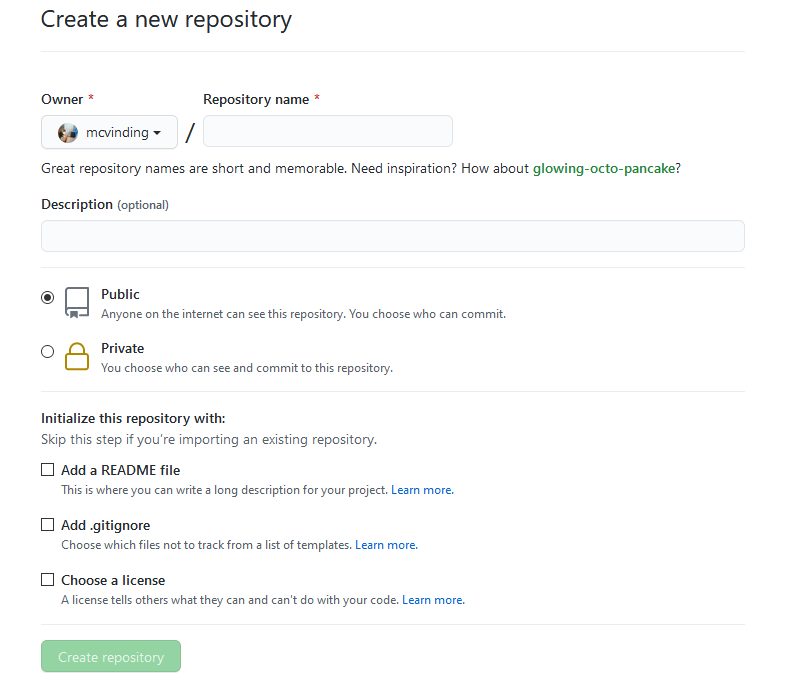 Create a new repository
Owner * Repository name *
mcvinding /
Great repository names are short and memorable. Need inspiration? How about glowing-octo-pancake?
Description (optional)
Public
Anyone on the internet can see this repository. You choose who can commit.
Private
You choose who can see and commit to this repository.
Initialize this repository with:
Skip this step if you're importing an existing repository.
Add a README file
This is where you can write a long description for your project. Learn more.
Add .gitignore
Choose which files not to track from a list of templates. Learn more.
Choose a license
A license tells others what they can and can't do with your code. Learn more.
Create repository